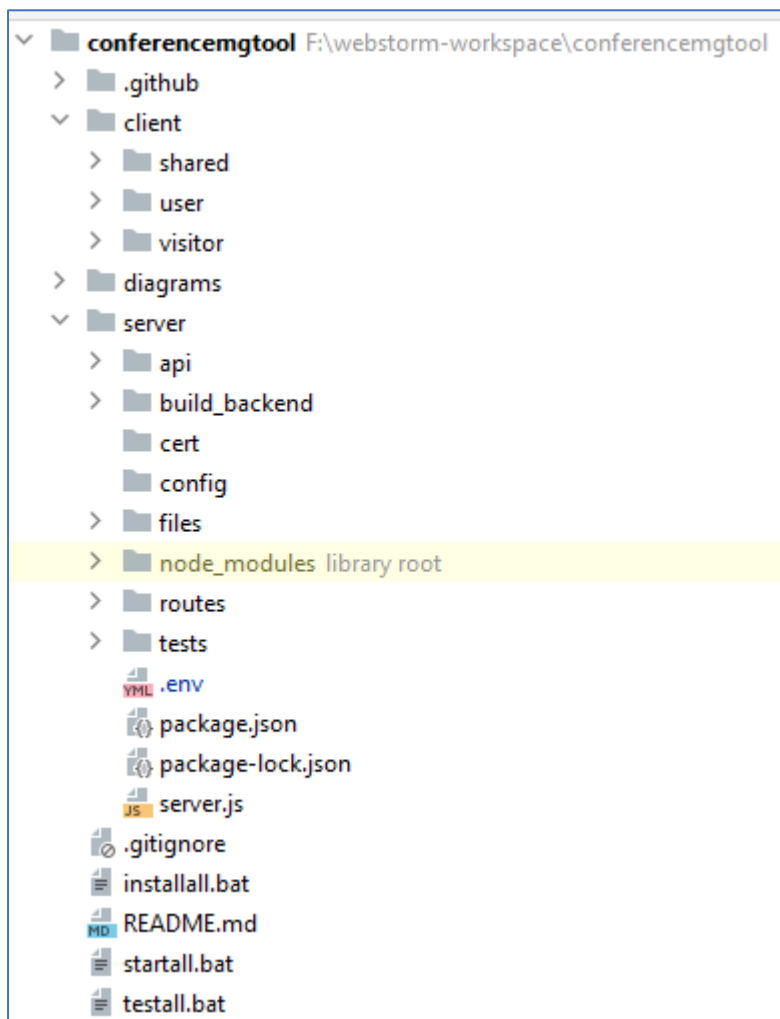 conferencemgtool F:\webstorm-workspace\conferencemgtool
.github
client
shared
user
visitor
diagrams
server
api
build_backend
cert
config
files
node_modules library root
routes
tests
YML .env
package.json
package-lock.json
JS server.js
.gitignore
installall.bat
MD README.md
startall.bat
testall.bat